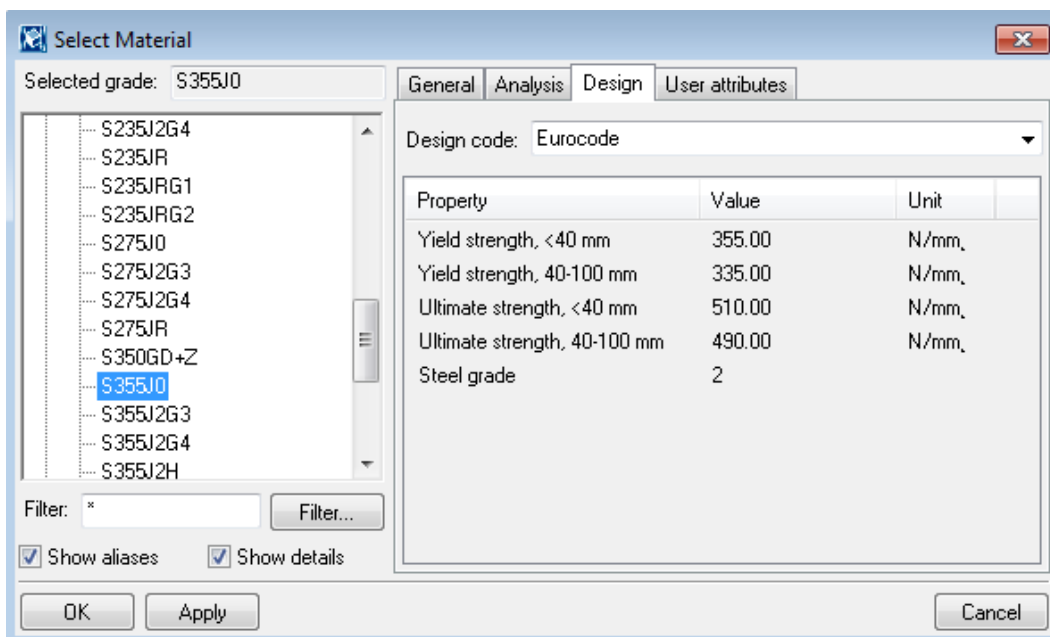 Select Material
Selected grade: S355J0
S235J2G4
S235JR
S235JRG1
S235JRG2
S275J0
S275J2G3
S275J2G4
S275JR
S350GD+Z
S355J0
S355J2G3
S355J2G4
S355J2H
Filter: *
Filter...
Show aliases
Show details
General Analysis Design User attributes
Design code: Eurocode
Property Value Unit
Yield strength, <40 mm 355.00 N/mm˛
Yield strength, 40-100 mm 335.00 N/mm˛
Ultimate strength, <40 mm 510.00 N/mm˛
Ultimate strength, 40-100 mm 490.00 N/mm˛
Steel grade 2
OK Apply Cancel